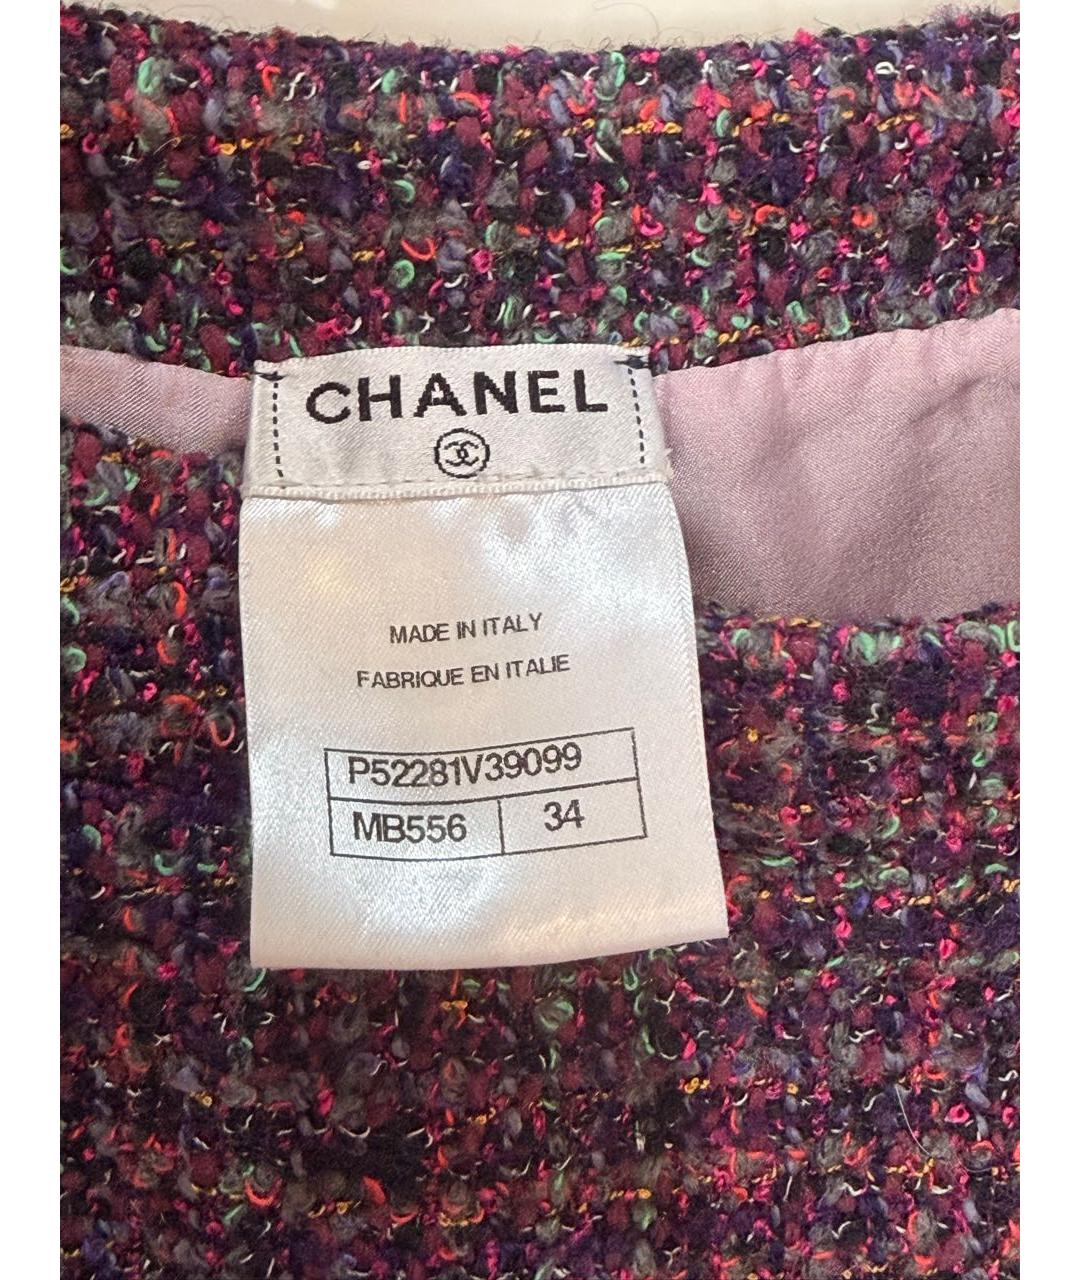 CHANEL
MADE IN ITALY
FABRIQUE EN ITALIE
P52281V39099
MB556 34